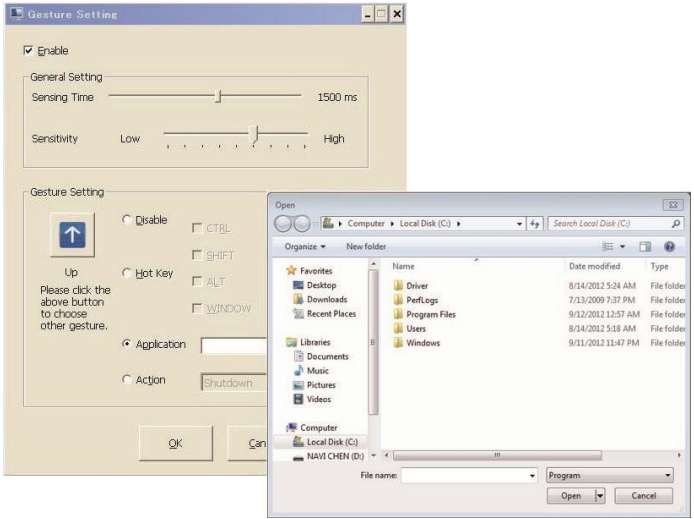 Gesture Setting
Enable
General Setting
Sensing Time 1500 ms
Sensitivity Low High
Gesture Setting
Up
Please click the
above button
to choose
other gesture.
Disable
Hot Key
CTRL
SHIFT
ALT
WINDOW
Application
Action Shutdown
OK Can
Open
Computer Local Disk (C:) Search Local Disk (C:)
Organize New folder
Favorites
Desktop
Downloads
Recent Places
Libraries
Documents
Music
Pictures
Videos
Computer
Local Disk (C:)
NAVI CHEN (D:)
Name Date modified Type
Driver 8/14/2012 5:24 AM File folder
PerfLogs 7/13/2009 7:37 PM File folder
Program Files 9/12/2012 12:57 AM File folder
Users 8/14/2012 5:18 AM File folder
Windows 9/11/2012 11:47 PM File folder
File name: Program
Open Cancel